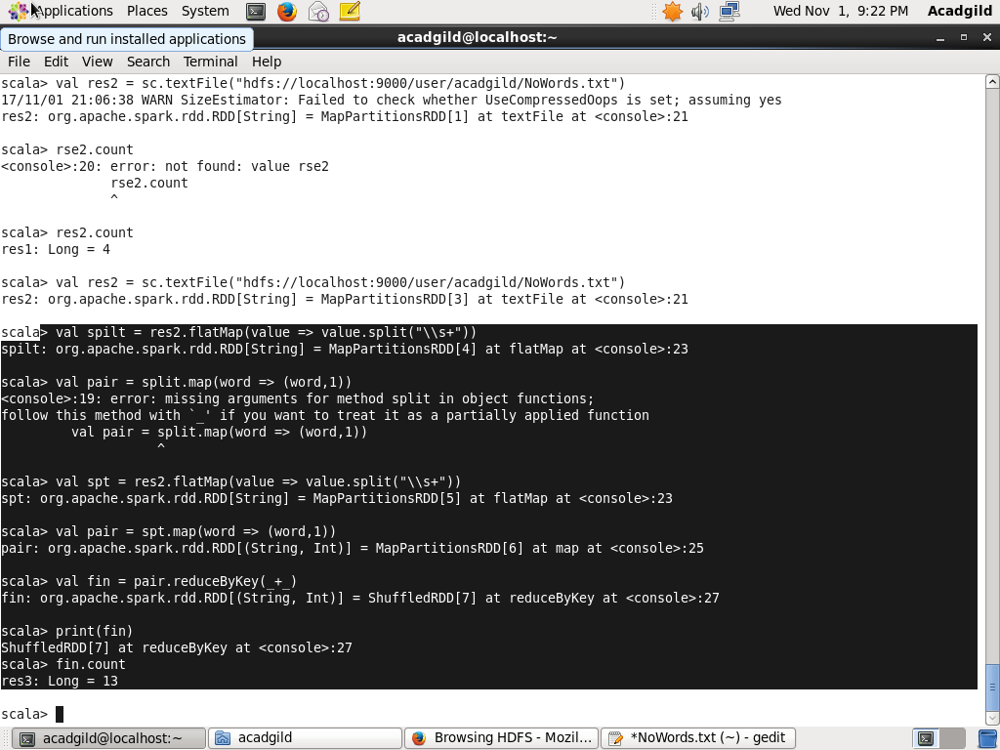 Applications Places System Wed Nov 1, 9:22 PM Acadgild
Browse and run installed applications
acadgild@localhost:~
File Edit View Search Terminal Help
scala> val res2 = sc.textFile("hdfs://localhost:9000/user/acadgild/NoWords.txt")
17/11/01 21:06:38 WARN SizeEstimator: Failed to check whether UseCompressedOops is set; assuming yes
res2: org.apache.spark.rdd.RDD[String] = MapPartitionsRDD[1] at textFile at <console>:21
scala> rse2.count
<console>:20: error: not found: value rse2
rse2.count
^
scala> res2.count
res1: Long = 4
scala> val res2 = sc.textFile("hdfs://localhost:9000/user/acadgild/NoWords.txt")
res2: org.apache.spark.rdd.RDD[String] = MapPartitionsRDD[3] at textFile at <console>:21
scala> val spilt = res2.flatMap(value => value.split("\\s+"))
spilt: org.apache.spark.rdd.RDD[String] = MapPartitionsRDD[4] at flatMap at <console>:23
scala> val pair = split.map(word => (word,1))
<console>:19: error: missing arguments for method split in object functions;
follow this method with `_' if you want to treat it as a partially applied function
val pair = split.map(word => (word,1))
^
scala> val spt = res2.flatMap(value => value.split("\\s+"))
spt: org.apache.spark.rdd.RDD[String] = MapPartitionsRDD[5] at flatMap at <console>:23
scala> val pair = spt.map(word => (word,1))
pair: org.apache.spark.rdd.RDD[(String, Int)] = MapPartitionsRDD[6] at map at <console>:25
scala> val fin = pair.reduceByKey(_+_)
fin: org.apache.spark.rdd.RDD[(String, Int)] = ShuffledRDD[7] at reduceByKey at <console>:27
scala> print(fin)
ShuffledRDD[7] at reduceByKey at <console>:27
scala> fin.count
res3: Long = 13
scala>
acadgild@localhost:~ acadgild Browsing HDFS - Mozil... *NoWords.txt (~) - gedit